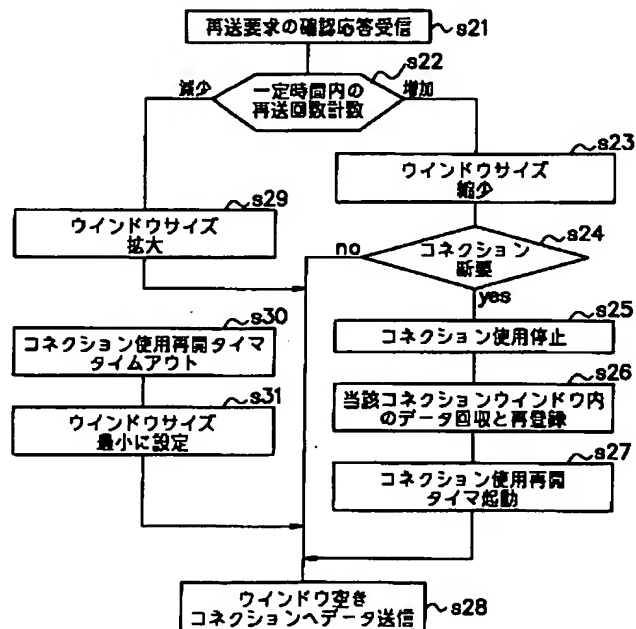 再送要求の確認応答受信
s21
s22
減少
一定時間内の
再送回数計数
増加
s23
ウインドウサイズ
縮少
s29
ウインドウサイズ
拡大
no
コネクション
断要
s24
yes
s25
コネクション使用停止
s30
コネクション使用再開タイマ
タイムアウト
s26
当該コネクションウインドウ内
のデータ回収と再登録
s31
ウインドウサイズ
最小に設定
s27
コネクション使用再開
タイマ起動
ウインドウ空き
コネクションへデータ送信
s28